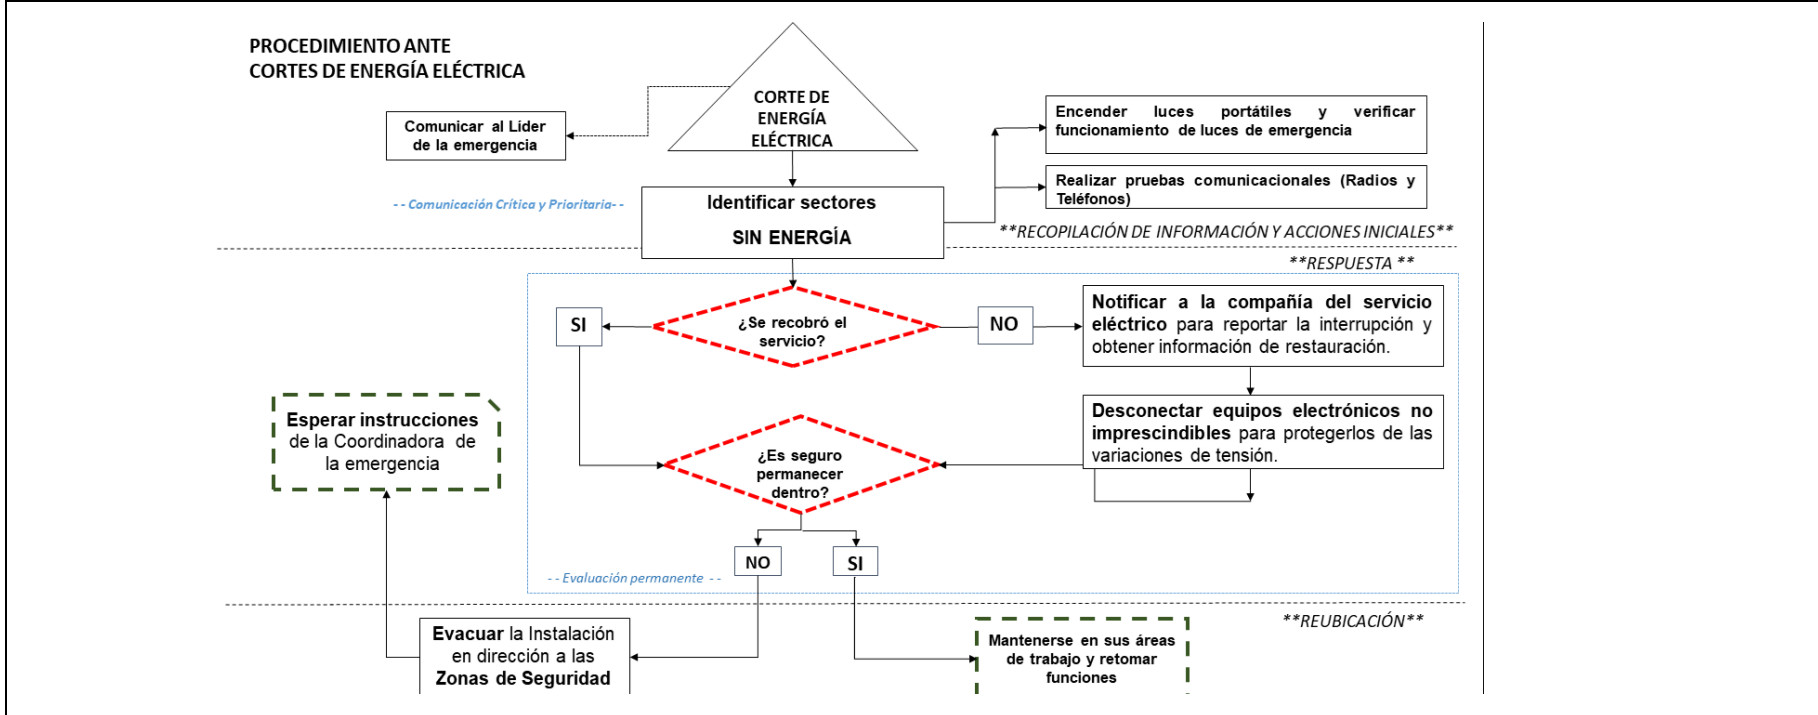 PROCEDIMIENTO ANTE
CORTES DE ENERGÍA ELÉCTRICA
CORTE DE
ENERGÍA
ELÉCTRICA
Comunicar al Líder
de la emergencia
Encender luces portátiles y verificar
funcionamiento de luces de emergencia
Realizar pruebas comunicacionales (Radios y
Teléfonos)
- - Comunicación Crítica y Prioritaria- -
Identificar sectores
SIN ENERGÍA
**RECOPILACIÓN DE INFORMACIÓN Y ACCIONES INICIALES**
**RESPUESTA **
SI
¿Se recobró el
servicio?
NO
Notificar a la compañía del servicio
eléctrico para reportar la interrupción y
obtener información de restauración.
Desconectar equipos electrónicos no
imprescindibles para protegerlos de las
variaciones de tensión.
Esperar instrucciones
de la Coordinadora de
la emergencia
¿Es seguro
permanecer
dentro?
NO
SI
- - Evaluación permanente - -
**REUBICACIÓN**
Evacuar la Instalación
en dirección a las
Zonas de Seguridad
Mantenerse en sus áreas
de trabajo y retomar
funciones